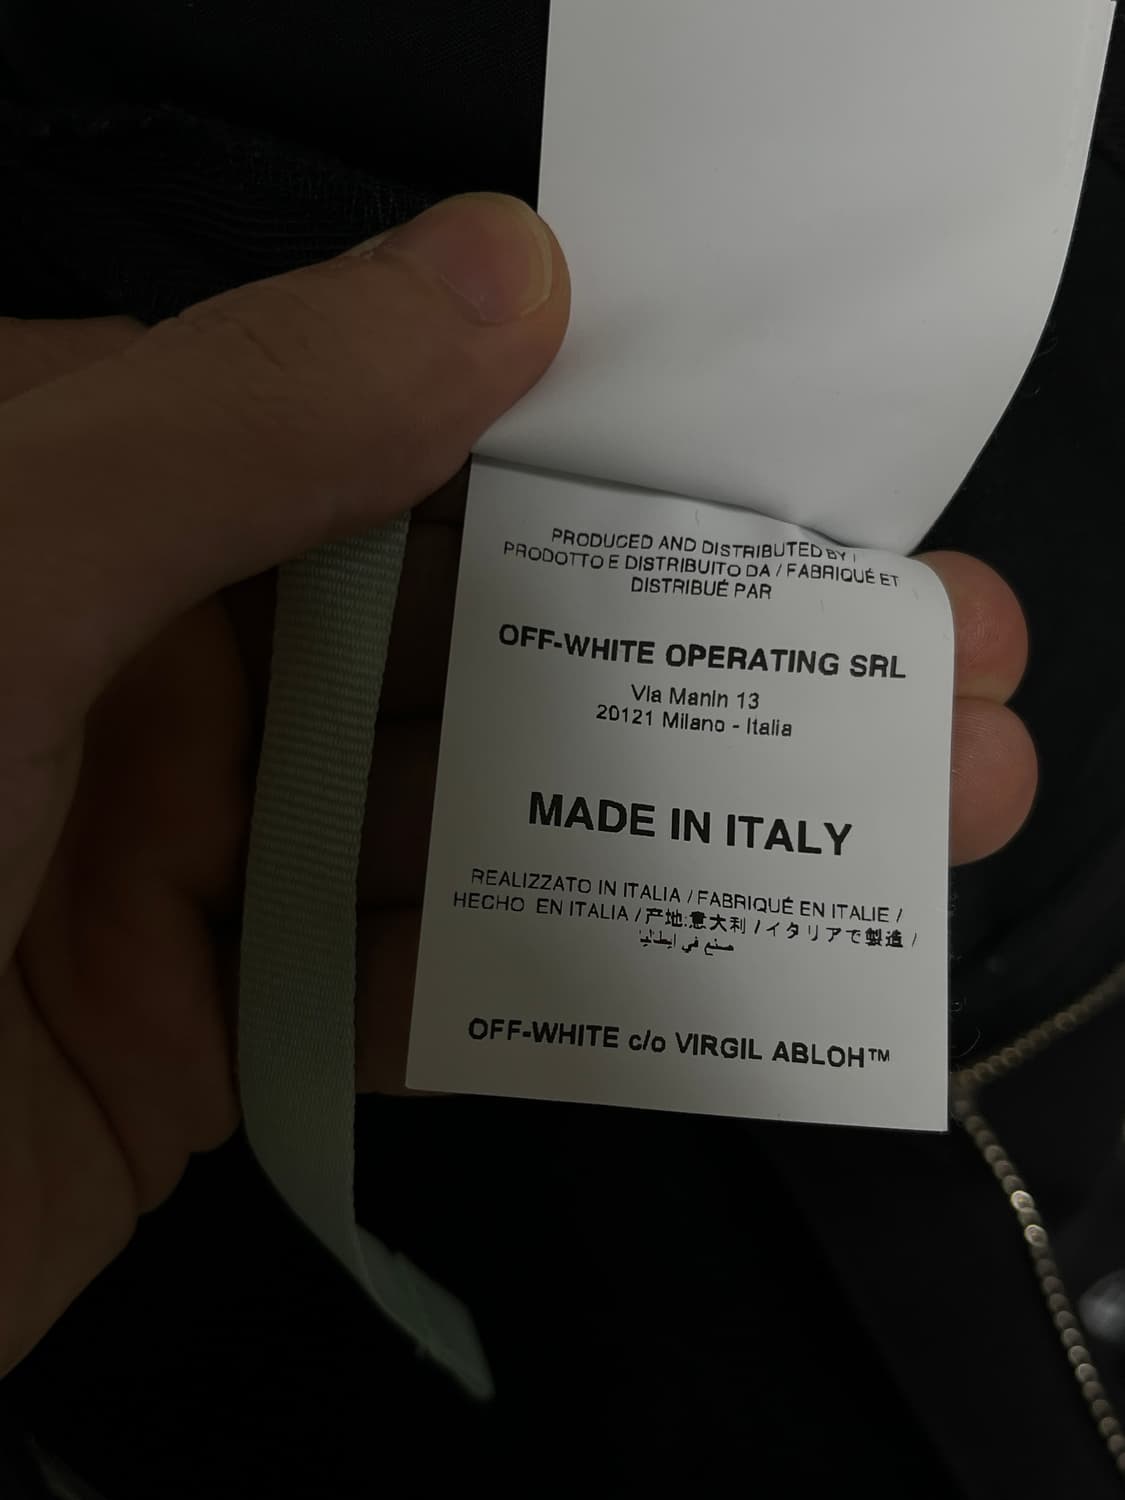 PRODUCED AND DISTRIBUTED BY /
PRODOTTO E DISTRIBUITO DA / FABRIQUÉ ET
DISTRIBUÉ PAR
OFF-WHITE OPERATING SRL
Via Manin 13
20121 Milano - Italia
MADE IN ITALY
REALIZZATO IN ITALIA / FABRIQUÉ EN ITALIE /
HECHO EN ITALIA / 产地:意大利 / イタリアで製造 /
صنع في إيطاليا
OFF-WHITE c/o VIRGIL ABLOH™